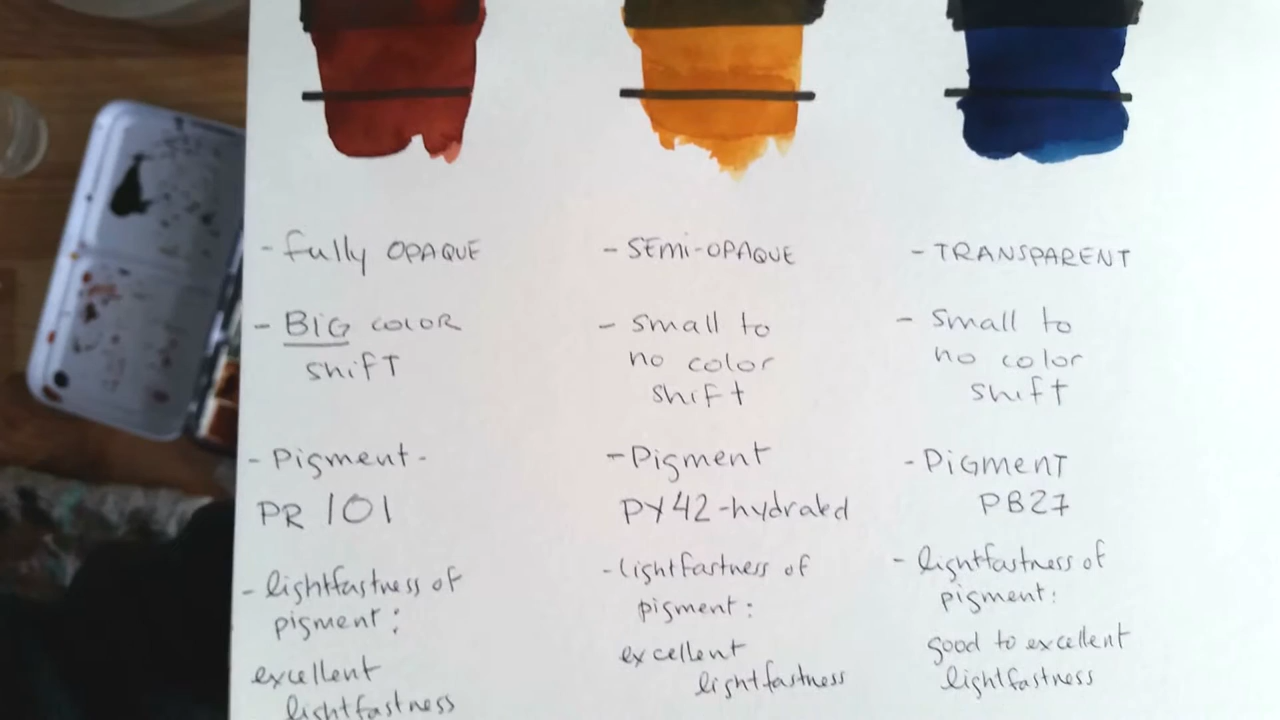 - fully OPAQUE
- BIG COLOR
shifT
- Pigment-
PR 101
- lightfastness of
pigment:
excellent
lightfastness
- SEMI-OPAQUE
- small to
no color
shift
- Pigment
PY42-hydrated
- lightfastness of
pigment:
excellent
lightfastness
- TRANSPARENT
- small to
no color
shift
- PIGMENT
PB27
- lightfastness of
pigment:
good to excellent
lightfastness